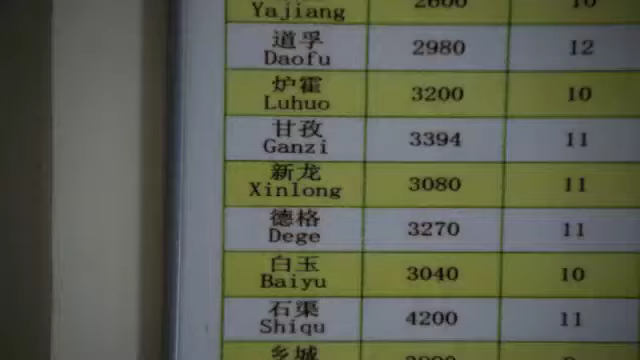 Yajiang 2600 10
道孚
Daofu 2980 12
炉霍
Luhuo 3200 10
甘孜
Ganzi 3394 11
新龙
Xinlong 3080 11
德格
Dege 3270 11
白玉
Baiyu 3040 10
石渠
Shiqu 4200 11
乡城